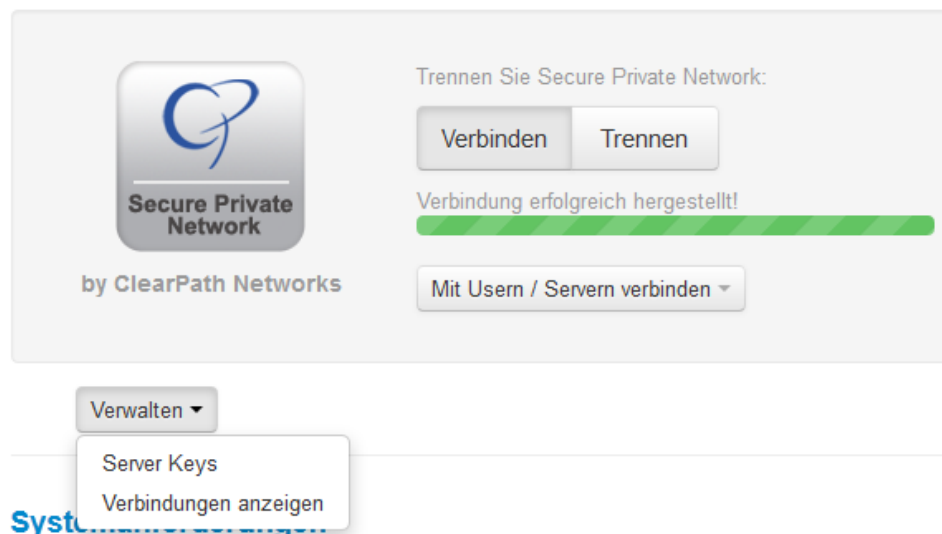 Trennen Sie Secure Private Network:
Verbinden Trennen
Secure Private
Network
Verbindung erfolgreich hergestellt!
by ClearPath Networks
Mit Usern / Servern verbinden
Verwalten
Server Keys
Verbindungen anzeigen